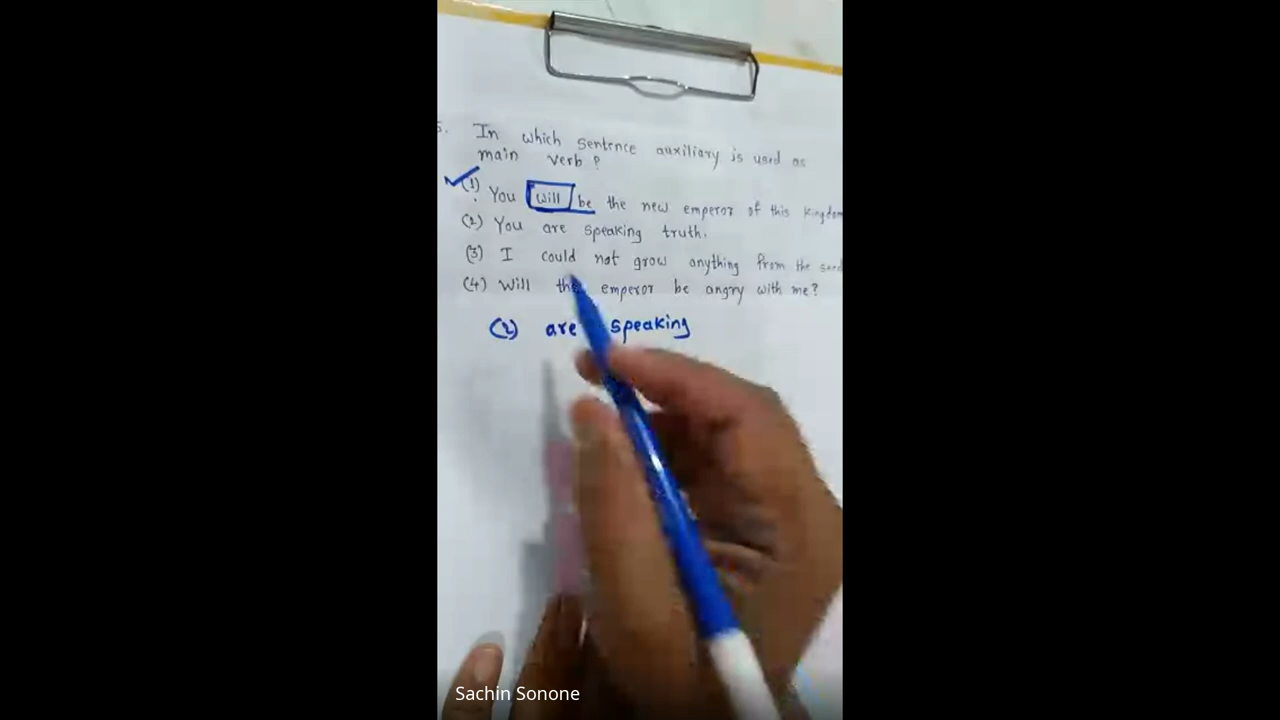 5. In which sentence auxiliary is used as
main verb?
(1) You will be the new emperor of this kingdom
(2) You are speaking truth.
(3) I could not grow anything from the seed
(4) Will the emperor be angry with me?
(2) are speaking
Sachin Sonone